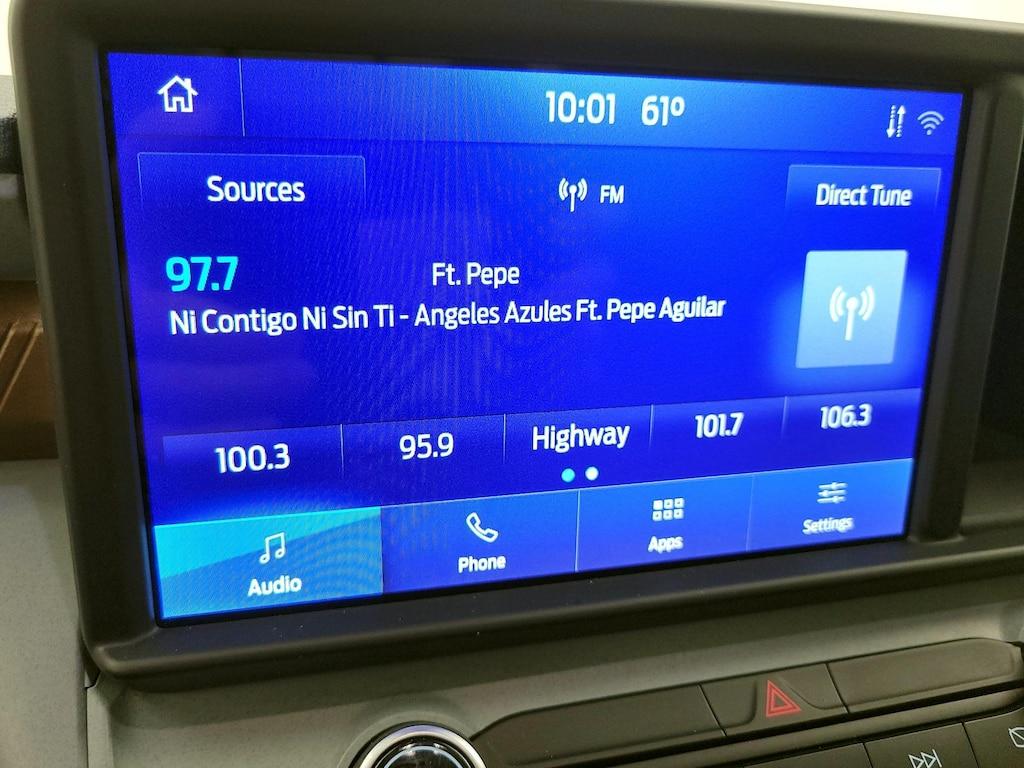 10:01 61º
Sources
FM
Direct Tune
97.7
Ft. Pepe
Ni Contigo Ni Sin Ti - Angeles Azules Ft. Pepe Aguilar
100.3
95.9
Highway
101.7
106.3
Audio
Phone
Apps
Settings